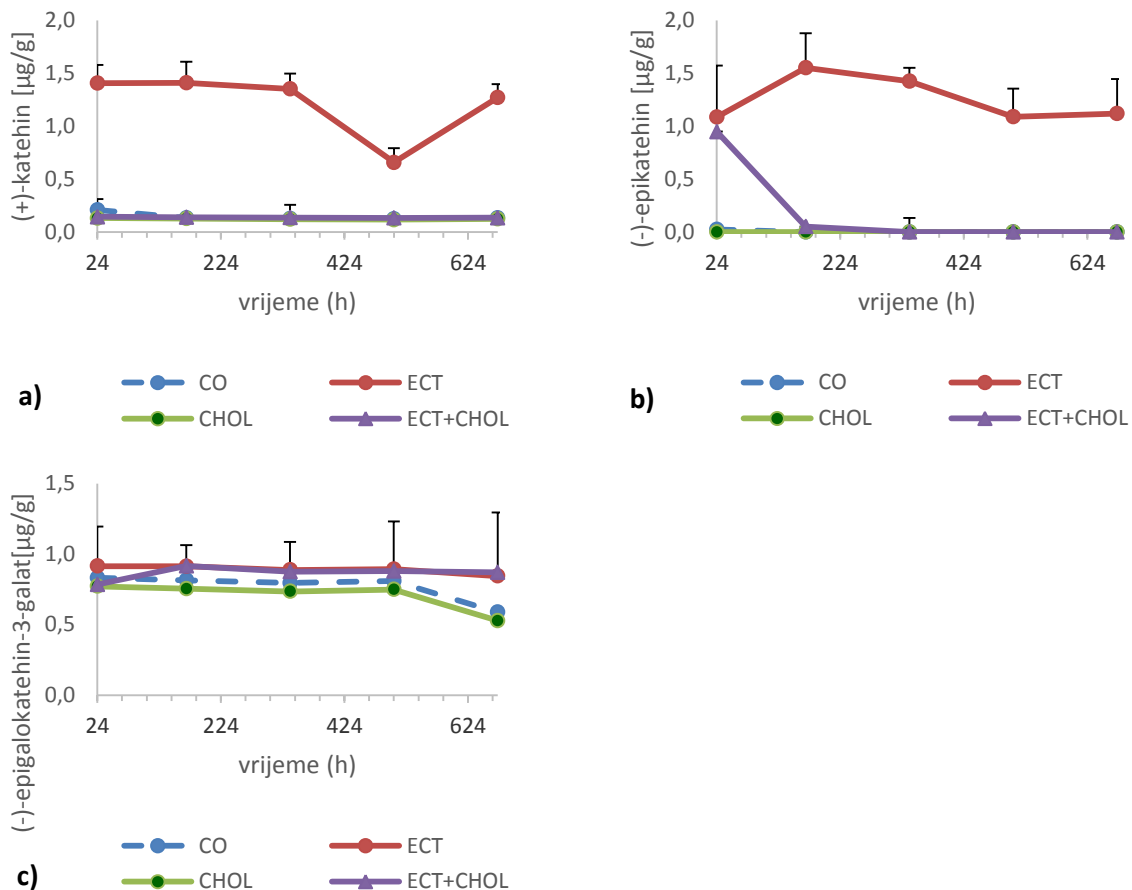 (+)-katehin [µg/g]
2,0
1,5
1,0
0,5
0,0
24 224 424 624
vrijeme (h)
CO ECT
CHOL ECT+CHOL
a)
(-)-epikatehin [µg/g]
2,0
1,5
1,0
0,5
0,0
24 224 424 624
vrijeme (h)
CO ECT
CHOL ECT+CHOL
b)
(-)-epigalokatehin-3-galat[µg/g]
1,5
1,0
0,5
0,0
24 224 424 624
vrijeme (h)
CO ECT
CHOL ECT+CHOL
c)